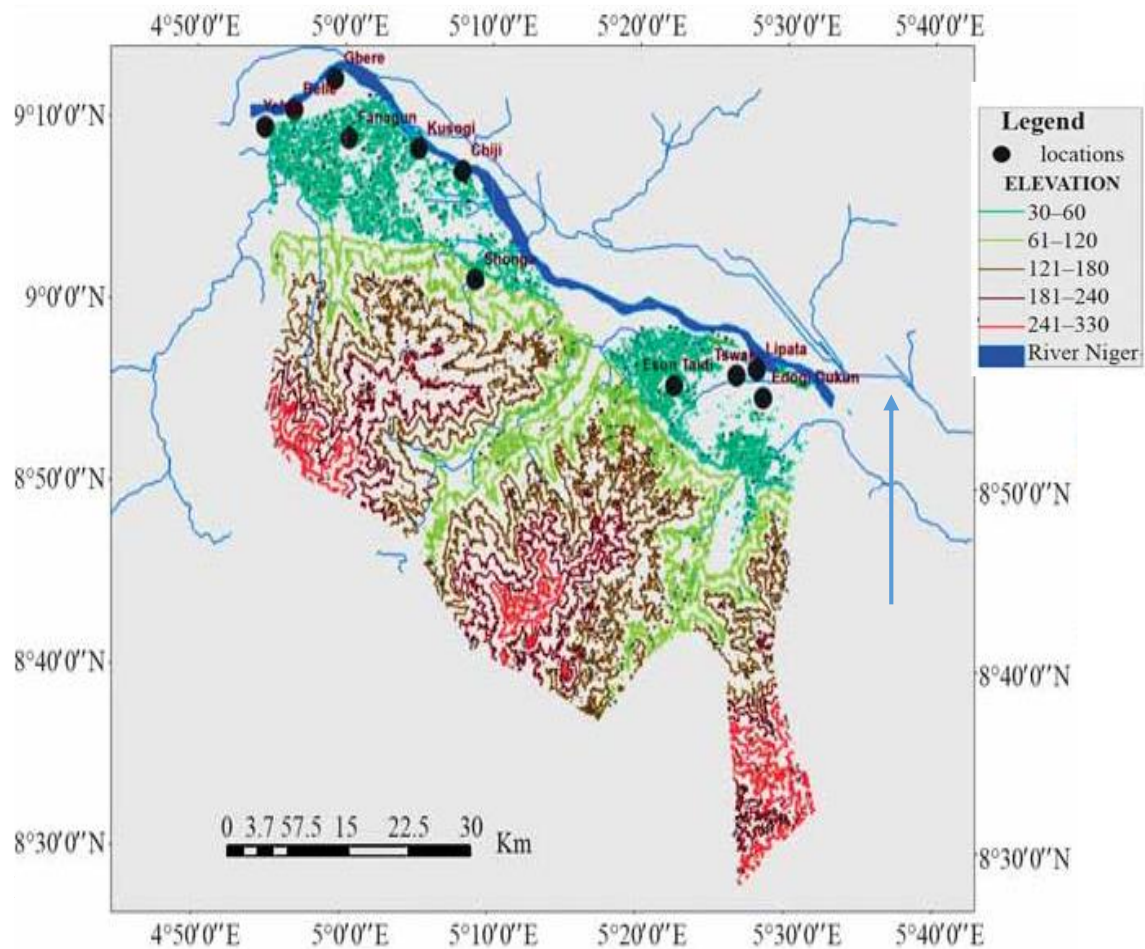 4°50′0″E 5°0′0″E 5°10′0″E 5°20′0″E 5°30′0″E 5°40′0″E
Gbere
Belle
9°10′0″N
Fanagun
Kusogi
Chiji
Legend
locations
ELEVATION
30–60
61–120
121–180
181–240
241–330
River Niger
Shonga
9°0′0″N
Lipata
Esun Takti
Edogi Dukun
8°50′0″N
8°50′0″N
8°40′0″N
8°40′0″N
0 3.7 57.5 15 22.5 30
Km
8°30′0″N
8°30′0″N
4°50′0″E 5°0′0″E 5°10′0″E 5°20′0″E 5°30′0″E 5°40′0″E